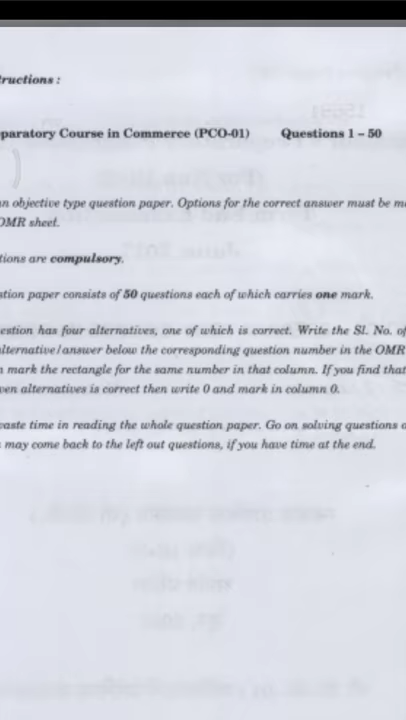 tructions :
paratory Course in Commerce (PCO-01) Questions 1 – 50
n objective type question paper. Options for the correct answer must be m
OMR sheet.
tions are compulsory.
stion paper consists of 50 questions each of which carries one mark.
estion has four alternatives, one of which is correct. Write the Sl. No. of
lternative/answer below the corresponding question number in the OMR
mark the rectangle for the same number in that column. If you find that
ven alternatives is correct then write 0 and mark in column 0.
aste time in reading the whole question paper. Go on solving questions o
may come back to the left out questions, if you have time at the end.